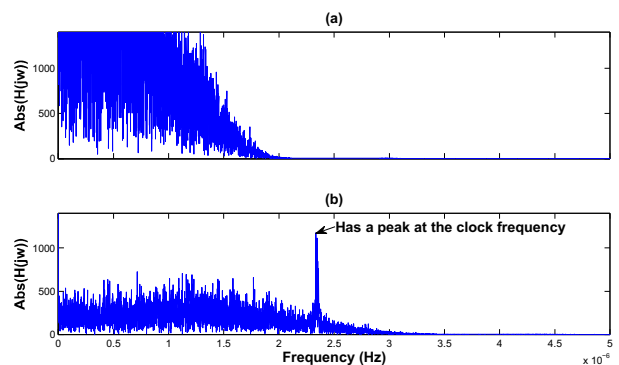 (a)
Abs(H(jw))
1000
500
0
(b)
Abs(H(jw))
1000
500
0
Has a peak at the clock frequency
0 0.5 1 1.5 2 2.5 3 3.5 4 4.5 5
Frequency (Hz)
x 10⁻⁶